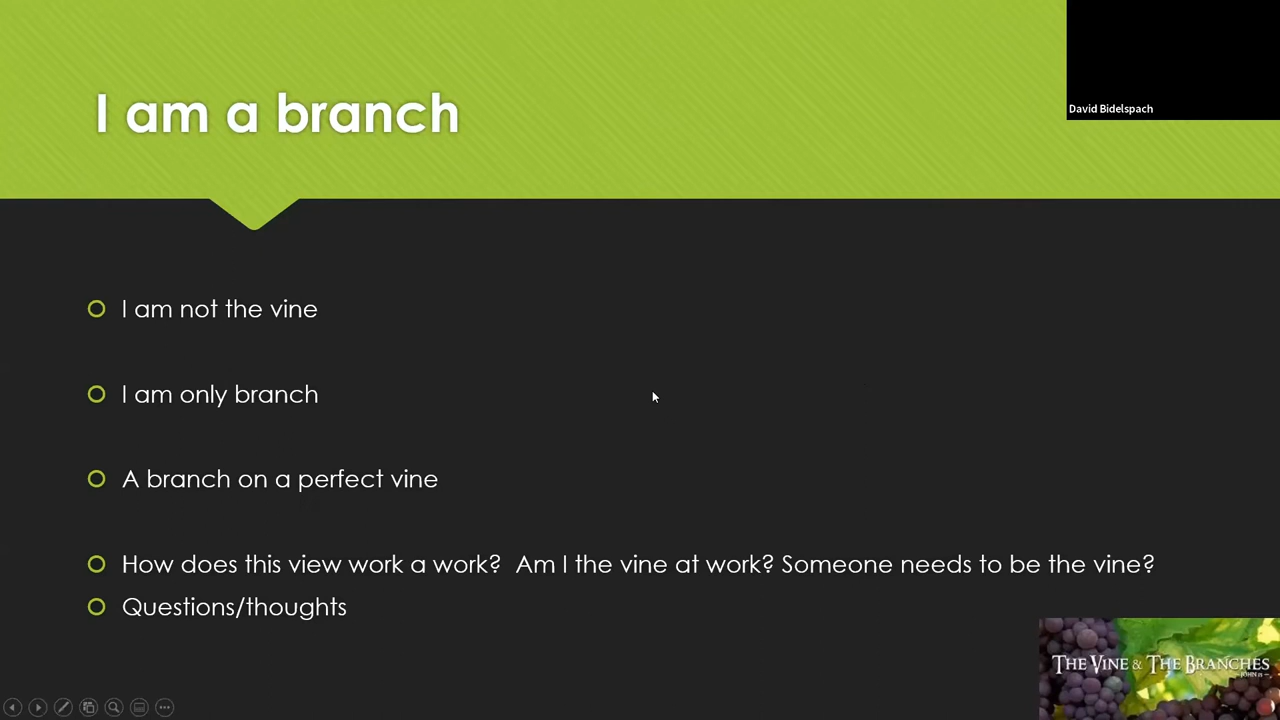 I am a branch
David Bidelspach
I am not the vine
I am only branch
A branch on a perfect vine
How does this view work a work?  Am I the vine at work? Someone needs to be the vine?
Questions/thoughts
THE VINE & THE BRANCHES